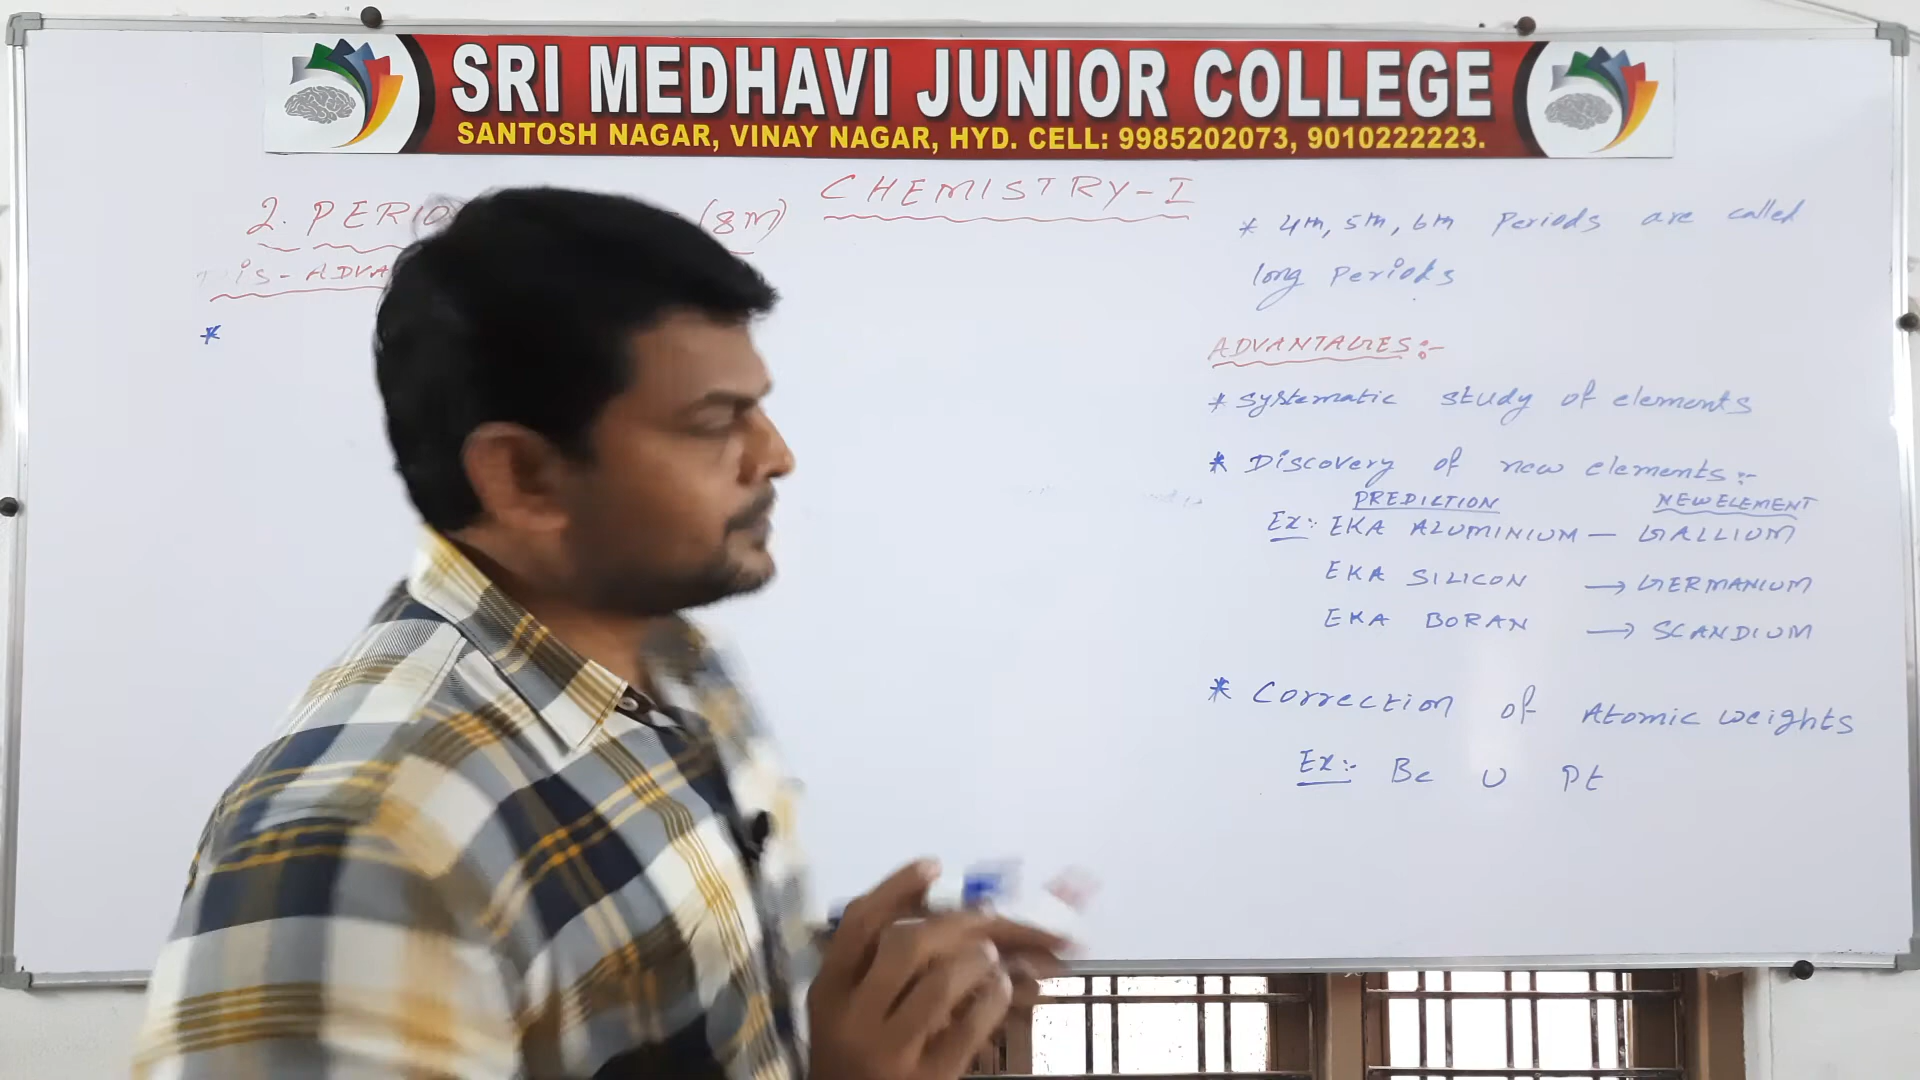 SRI MEDHAVI JUNIOR COLLEGE
SANTOSH NAGAR, VINAY NAGAR, HYD. CELL: 9985202073, 9010222223.
CHEMISTRY-I
2. PERIO (8M)
is-ADVA
*
* 4th, 5th, 6th Periods are called
long Periods
ADVANTAGES:-
* systematic study of elements
* Discovery of new elements:-
PREDICTION NEW ELEMENT
Ex:- EKA ALUMINIUM — GALLIUM
EKA SILICON → GERMANIUM
EKA BORAN → SCANDIUM
* Correction of Atomic weights
Ex:- Be U Pt